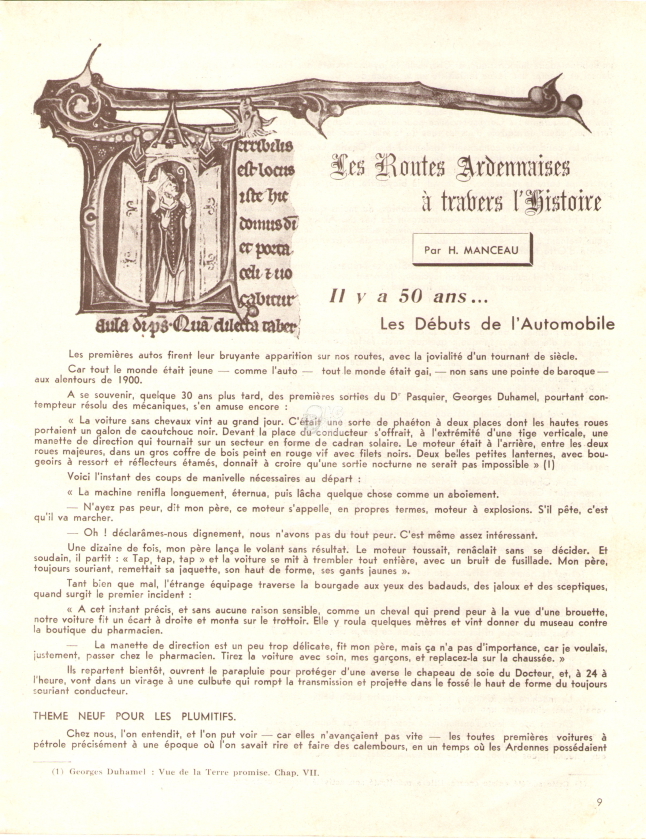 erribilis
est locus
iste hic
domus dī
et porta
celi
cabitur
aula
Les Routes Ardennaises
à travers l'Histoire
Par H. MANCEAU
Il y a 50 ans...
Les Débuts de l'Automobile
Les premières autos firent leur bruyante apparition sur nos routes, avec la jovialité d'un tournant de siècle.
Car tout le monde était jeune — comme l'auto — tout le monde était gai, — non sans une pointe de baroque —
aux alentours de 1900.
A se souvenir, quelque 30 ans plus tard, des premières sorties du Dr Pasquier, Georges Duhamel, pourtant con-
tempteur résolu des mécaniques, s'en amuse encore :
« La voiture sans chevaux vint au grand jour. C'était une sorte de phaéton à deux places dont les hautes roues
portaient un galon de caoutchouc noir. Devant la place du conducteur s'offrait, à l'extrémité d'une tige verticale, une
manette de direction qui tournait sur un secteur en forme de cadran solaire. Le moteur était à l'arrière, entre les deux
roues majeures, dans un gros coffre de bois peint en rouge vif avec filets noirs. Deux belles petites lanternes, avec bou-
geoirs à ressort et réflecteurs étamés, donnait à croire qu'une sortie nocturne ne serait pas impossible » (1)
Voici l'instant des coups de manivelle nécessaires au départ :
« La machine renifla longuement, éternua, puis lâcha quelque chose comme un aboiement.
— N'ayez pas peur, dit mon père, ce moteur s'appelle, en propres termes, moteur à explosions. S'il pète, c'est
qu'il va marcher.
— Oh ! déclarâmes-nous dignement, nous n'avons pas du tout peur. C'est même assez intéressant.
Une dizaine de fois, mon père lança le volant sans résultat. Le moteur toussait, renâclait sans se décider. Et
soudain, il partit : « Tap, tap, tap » et la voiture se mit à trembler tout entière, avec un bruit de fusillade. Mon père,
toujours souriant, remettait sa jaquette, son haut de forme, ses gants jaunes ».
Tant bien que mal, l'étrange équipage traverse la bourgade aux yeux des badauds, des jaloux et des sceptiques,
quand surgit le premier incident :
« A cet instant précis, et sans aucune raison sensible, comme un cheval qui prend peur à la vue d'une brouette,
notre voiture fit un écart à droite et monta sur le trottoir. Elle y roula quelques mètres et vint donner du museau contre
la boutique du pharmacien.
— La manette de direction est un peu trop délicate, fit mon père, mais ça n'a pas d'importance, car je voulais,
justement, passer chez le pharmacien. Tirez la voiture avec soin, mes garçons, et replacez-la sur la chaussée. »
Ils repartent bientôt, ouvrent le parapluie pour protéger d'une averse le chapeau de soie du Docteur, et, à 24 à
l'heure, vont dans un virage à une culbute qui rompt la transmission et projette dans le fossé le haut de forme du toujours
souriant conducteur.
THEME NEUF POUR LES PLUMITIFS.
Chez nous, l'on entendit, et l'on put voir — car elles n'avançaient pas vite — les toutes premières voitures à
pétrole précisément à une époque où l'on savait rire et faire des calembours, en un temps où les Ardennes possédaient
(1) Georges Duhamel : Vue de la Terre promise. Chap. VII.
9